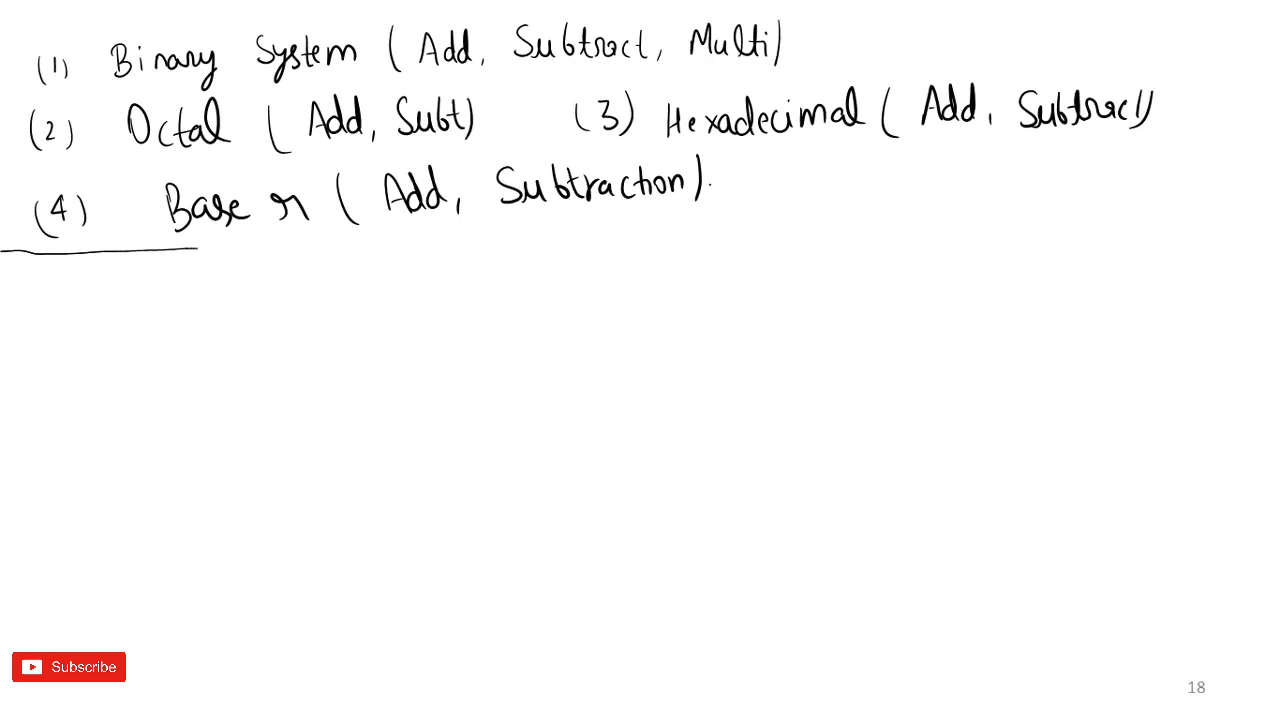 (1) Binary System (Add, Subtract, Multi)
(2) Octal (Add, Subt) (3) Hexadecimal (Add, Subtract)
(4) Base r (Add, Subtraction).
Subscribe
18